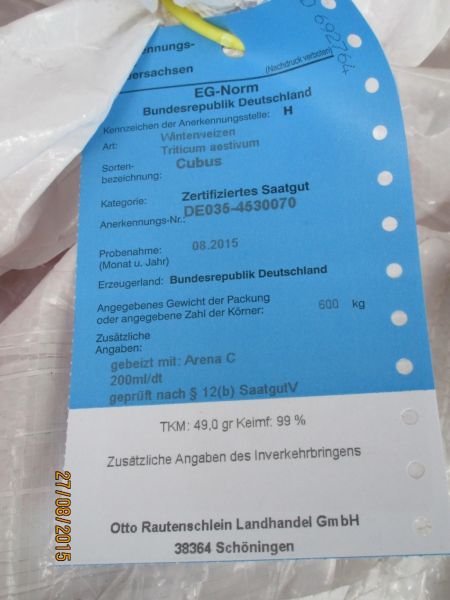 ennungs-
ersachsen
(Nachdruck verboten)
692764
EG-Norm
Bundesrepublik Deutschland
Kennzeichen der Anerkennungsstelle: H
Art: Winterweizen
Triticum aestivum
Sorten-
bezeichnung: Cubus
Kategorie: Zertifiziertes Saatgut
Anerkennungs-Nr.: DE035-4530070
Probenahme: 08.2015
(Monat u. Jahr)
Erzeugerland: Bundesrepublik Deutschland
Angegebenes Gewicht der Packung
oder angegebene Zahl der Körner: 600 kg
Zusätzliche
Angaben:
gebeizt mit: Arena C
200ml/dt
geprüft nach § 12(b) SaatgutV
TKM: 49,0 gr Keimf: 99 %
Zusätzliche Angaben des Inverkehrbringens
Otto Rautenschlein Landhandel GmbH
38364 Schöningen
27/08/2015